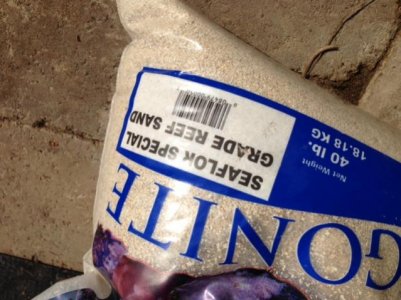 GONITE
SEAFLOR SPECIAL
GRADE REEF SAND
Net Weight
40 lb.
18.18 KG